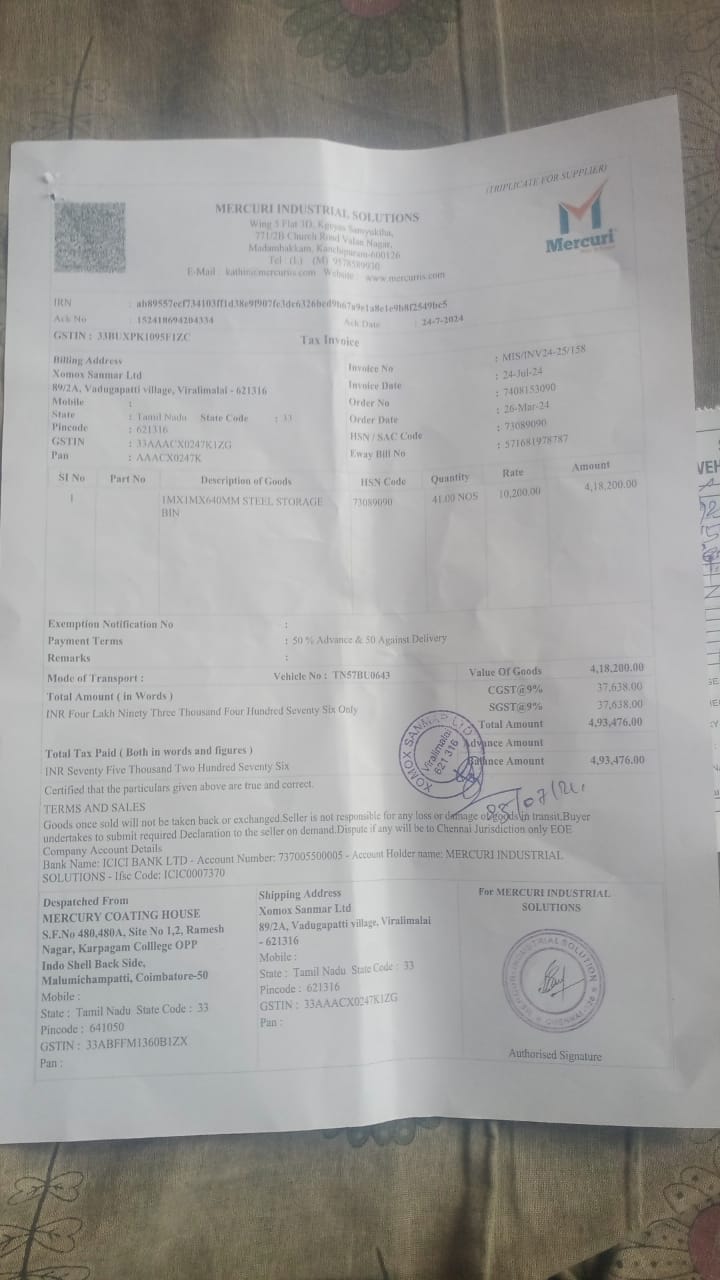 (TRIPLICATE FOR SUPPLIER)
MERCURI INDUSTRIAL SOLUTIONS
Wing 5 Flat 3D, Kgeyes Sanyuktha,
771/2B Church Road Valas Nagar,
Madambakkam, Kanchipuram-600126
Tel (L) (M) 9578589930
E-Mail kathir@mercuriis.com Website www.mercuriis.com
Mercuri
IRN :
Ack No : 152418694204334 Ack Date : 24-7-2024
GSTIN : 33BUXPK1095F1ZC
Tax Invoice
Billing Address
Xomox Sanmar Ltd
89/2A, Vadugapatti village, Viralimalai - 621316
Mobile :
State : Tamil Nadu State Code : 33
Pincode : 621316
GSTIN : 33AAACX0247K1ZG
Pan : AAACX0247K
Invoice No : MIS/INV24-25/158
Invoice Date : 24-Jul-24
Order No : 7408153090
Order Date : 26-Mar-24
HSN / SAC Code : 73089090
Eway Bill No : 571681978787
SI No Part No Description of Goods HSN Code Quantity Rate Amount
1 1MX1MX640MM STEEL STORAGE 73089090 41.00 NOS 10,200.00 4,18,200.00
BIN
Exemption Notification No :
Payment Terms : 50 % Advance & 50 Against Delivery
Remarks :
Mode of Transport : Vehicle No : TN57BU0643
Total Amount ( in Words )
INR Four Lakh Ninety Three Thousand Four Hundred Seventy Six Only
Value Of Goods 4,18,200.00
CGST@9% 37,638.00
SGST@9% 37,638.00
Total Amount 4,93,476.00
Advance Amount
Balance Amount 4,93,476.00
XOMOX SANMAR LTD
Viralimalai
621 316
Total Tax Paid ( Both in words and figures )
INR Seventy Five Thousand Two Hundred Seventy Six
Certified that the particulars given above are true and correct.
TERMS AND SALES
Goods once sold will not be taken back or exchanged.Seller is not responsible for any loss or damage of goods in transit.Buyer
undertakes to submit required Declaration to the seller on demand.Dispute if any will be to Chennai Jurisdiction only EOE
Company Account Details
Bank Name: ICICI BANK LTD - Account Number: 737005500005 - Account Holder name: MERCURI INDUSTRIAL
SOLUTIONS - Ifsc Code: ICIC0007370
Despatched From
MERCURY COATING HOUSE
S.F.No 480,480A, Site No 1,2, Ramesh
Nagar, Karpagam Colllege OPP
Indo Shell Back Side,
Malumichampatti, Coimbatore-50
Mobile :
State : Tamil Nadu State Code : 33
Pincode : 641050
GSTIN : 33ABFFM1360B1ZX
Pan :
Shipping Address
Xomox Sanmar Ltd
89/2A, Vadugapatti village, Viralimalai
- 621316
Mobile :
State : Tamil Nadu State Code : 33
Pincode : 621316
GSTIN : 33AAACX0247K1ZG
Pan :
For MERCURI INDUSTRIAL
SOLUTIONS
Authorised Signature